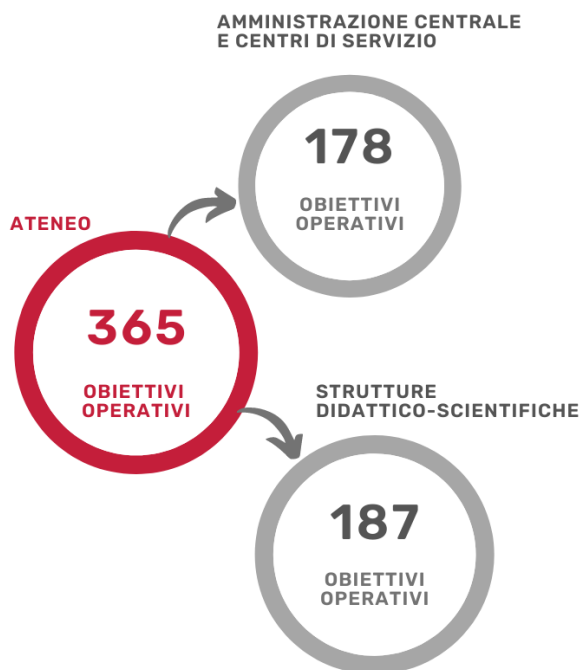 AMMINISTRAZIONE CENTRALE
E CENTRI DI SERVIZIO
178
OBIETTIVI
OPERATIVI
ATENEO
365
OBIETTIVI
OPERATIVI
STRUTTURE
DIDATTICO-SCIENTIFICHE
187
OBIETTIVI
OPERATIVI